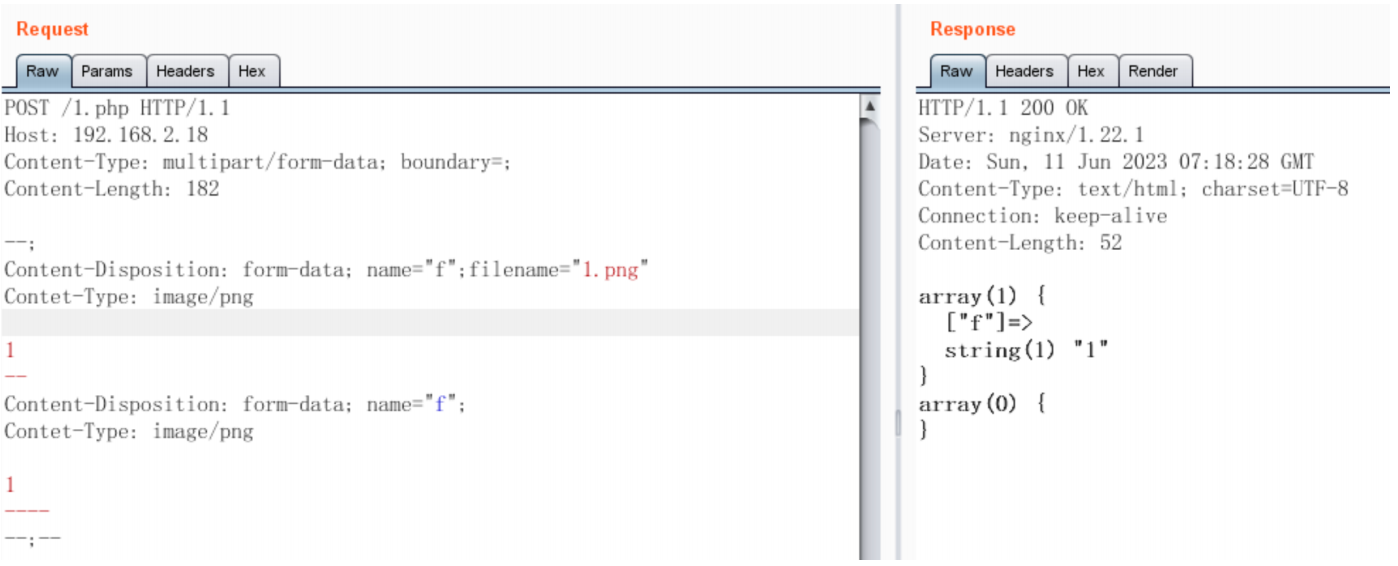 Request
Raw Params Headers Hex
POST /1.php HTTP/1.1
Host: 192.168.2.18
Content-Type: multipart/form-data; boundary=;
Content-Length: 182
--;
Content-Disposition: form-data; name="f";filename="1.png"
Contet-Type: image/png
1
--
Content-Disposition: form-data; name="f";
Contet-Type: image/png
1
----
--;--
Response
Raw Headers Hex Render
HTTP/1.1 200 OK
Server: nginx/1.22.1
Date: Sun, 11 Jun 2023 07:18:28 GMT
Content-Type: text/html; charset=UTF-8
Connection: keep-alive
Content-Length: 52
array(1) {
["f"]=>
string(1) "1"
}
array(0) {
}